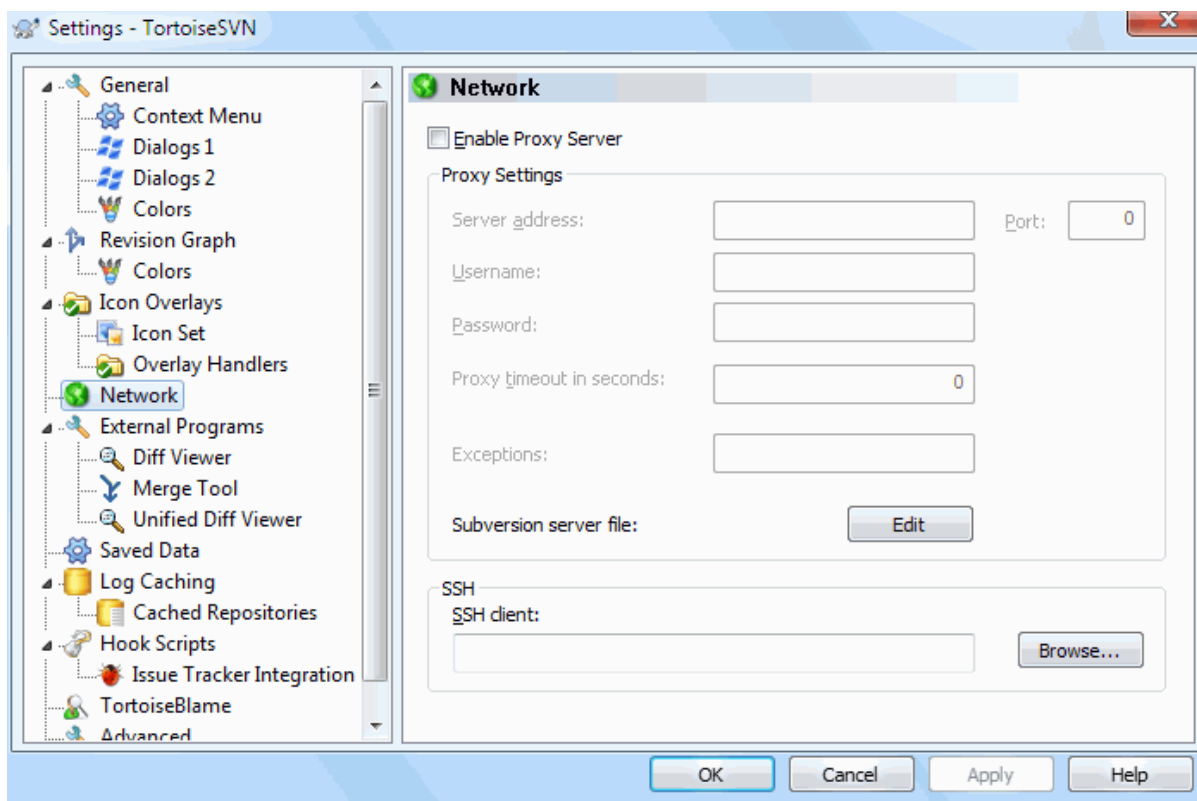 Settings - TortoiseSVN
General
Context Menu
Dialogs 1
Dialogs 2
Colors
Revision Graph
Colors
Icon Overlays
Icon Set
Overlay Handlers
Network
External Programs
Diff Viewer
Merge Tool
Unified Diff Viewer
Saved Data
Log Caching
Cached Repositories
Hook Scripts
Issue Tracker Integration
TortoiseBlame
Advanced
Network
Enable Proxy Server
Proxy Settings
Server address:
Port: 0
Username:
Password:
Proxy timeout in seconds: 0
Exceptions:
Subversion server file: Edit
SSH
SSH client:
Browse...
OK Cancel Apply Help